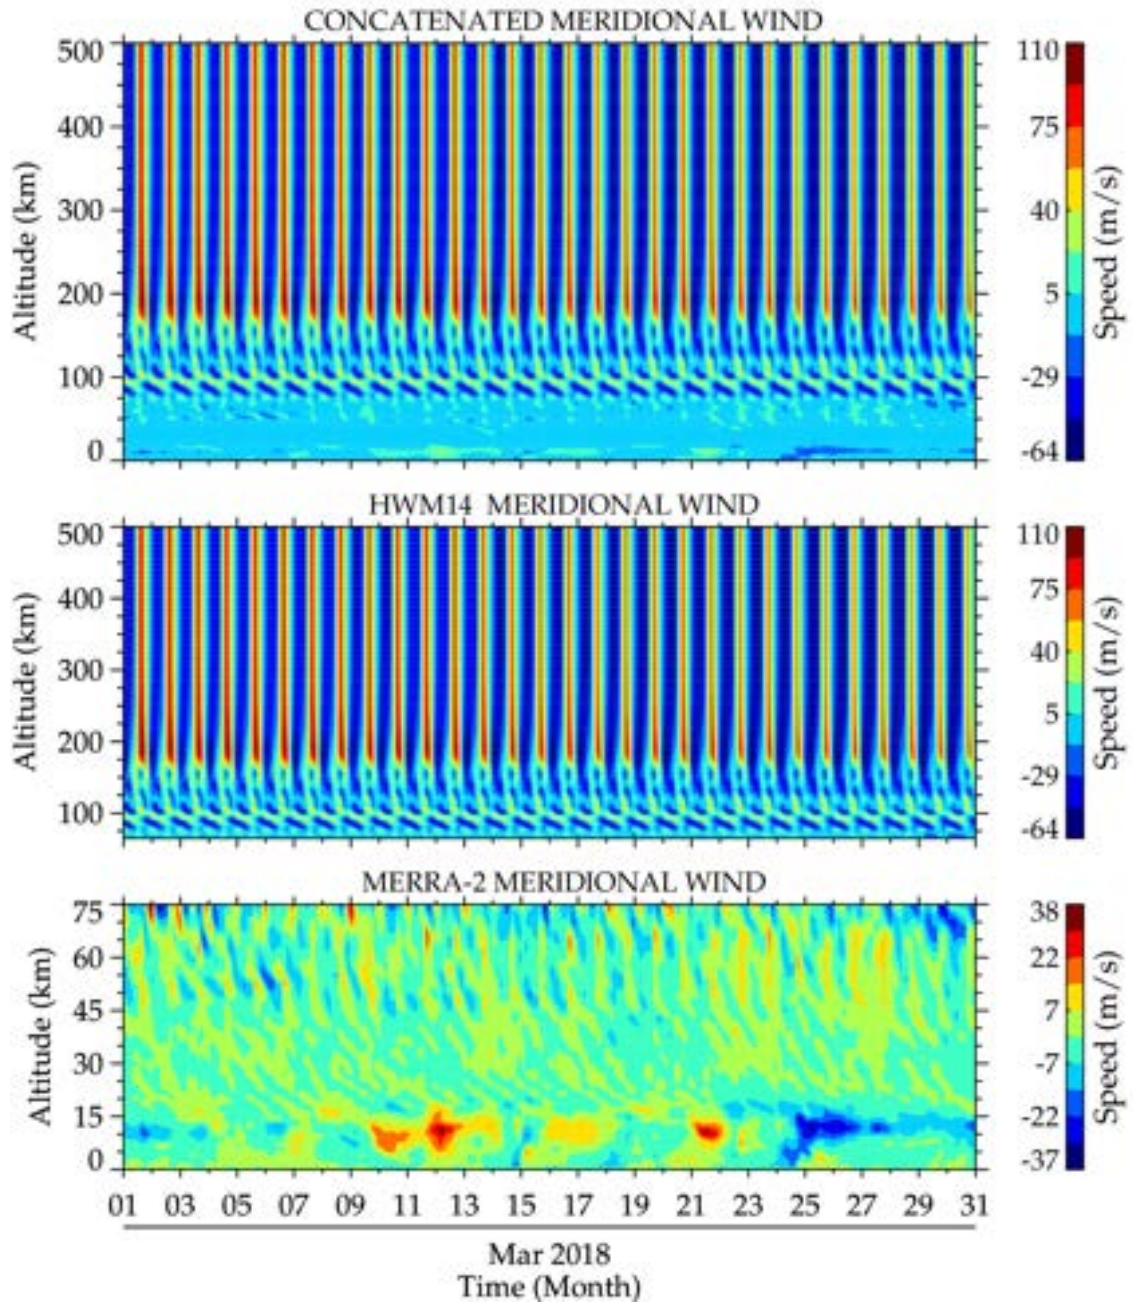 CONCATENATED MERIDIONAL WIND
500
400
300
200
100
0
Altitude (km)
110
75
40
5
-29
-64
Speed (m/s)
HWM14 MERIDIONAL WIND
500
400
300
200
100
Altitude (km)
110
75
40
5
-29
-64
Speed (m/s)
MERRA-2 MERIDIONAL WIND
75
60
45
30
15
0
Altitude (km)
38
22
7
-7
-22
-37
Speed (m/s)
01 03 05 07 09 11 13 15 17 19 21 23 25 27 29 31
Mar 2018
Time (Month)